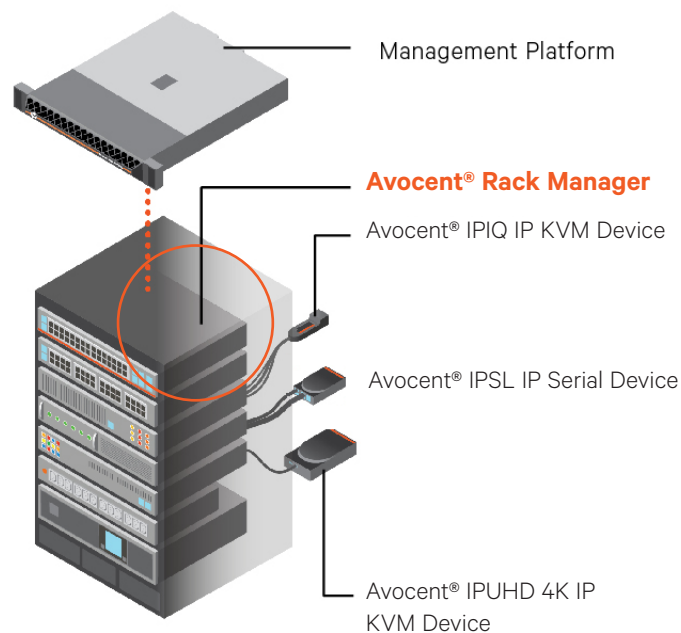 Management Platform
Avocent® Rack Manager
Avocent® IPIQ IP KVM Device
Avocent® IPSL IP Serial Device
Avocent® IPUHD 4K IP
KVM Device